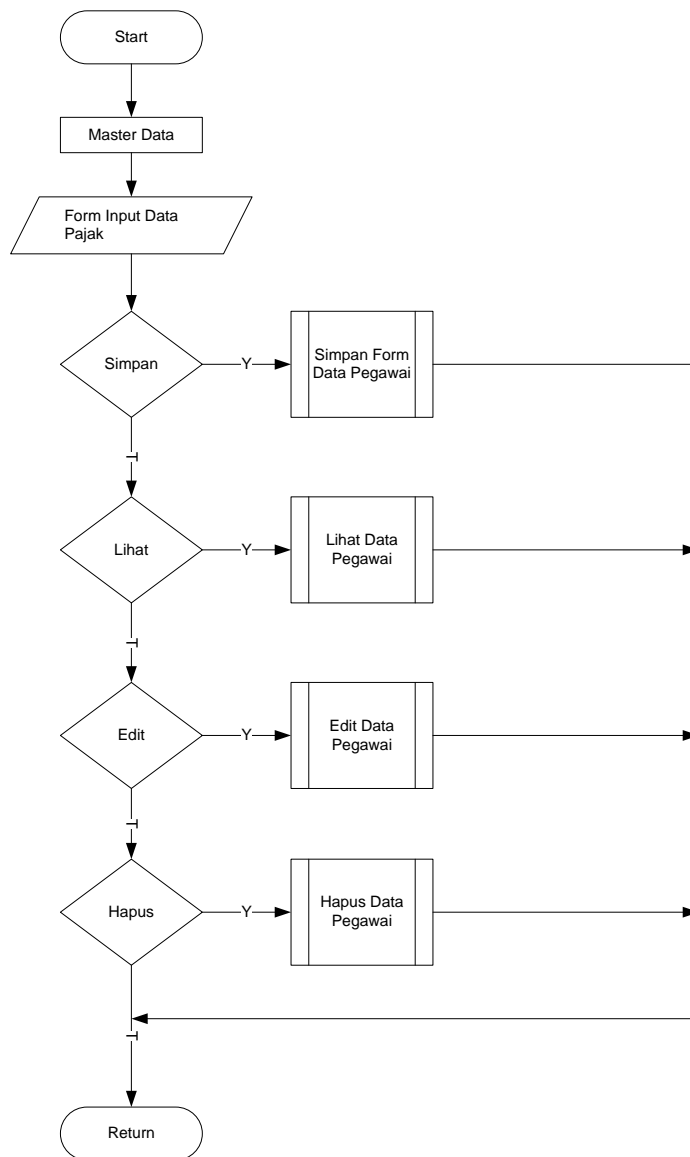 Start
Master Data
Form Input Data
Pajak
Simpan
Y
Simpan Form
Data Pegawai
T
Lihat
Y
Lihat Data
Pegawai
T
Edit
Y
Edit Data
Pegawai
T
Hapus
Y
Hapus Data
Pegawai
T
Return